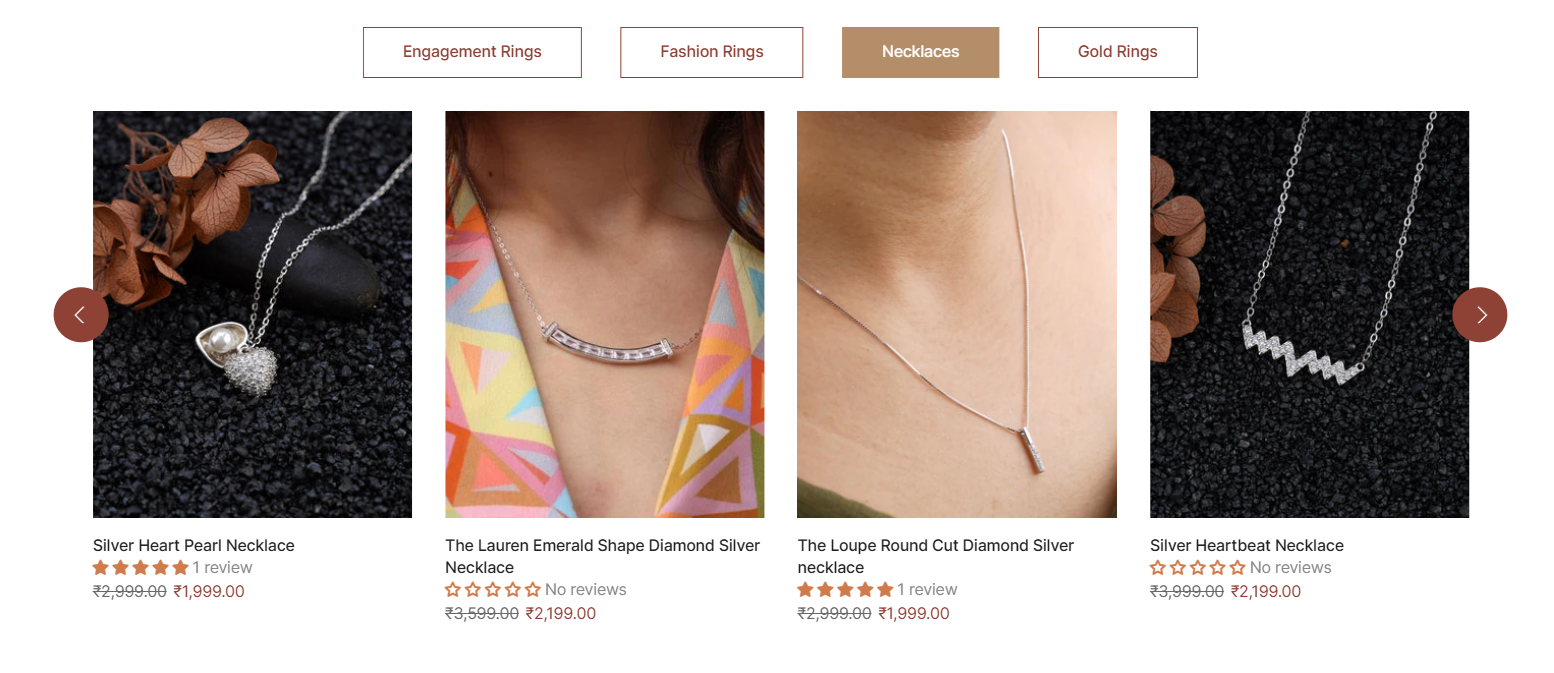 Engagement Rings
Fashion Rings
Necklaces
Gold Rings
Silver Heart Pearl Necklace
1 review
₹2,999.00 ₹1,999.00
The Lauren Emerald Shape Diamond Silver
Necklace
No reviews
₹3,599.00 ₹2,199.00
The Loupe Round Cut Diamond Silver
necklace
1 review
₹2,999.00 ₹1,999.00
Silver Heartbeat Necklace
No reviews
₹3,999.00 ₹2,199.00